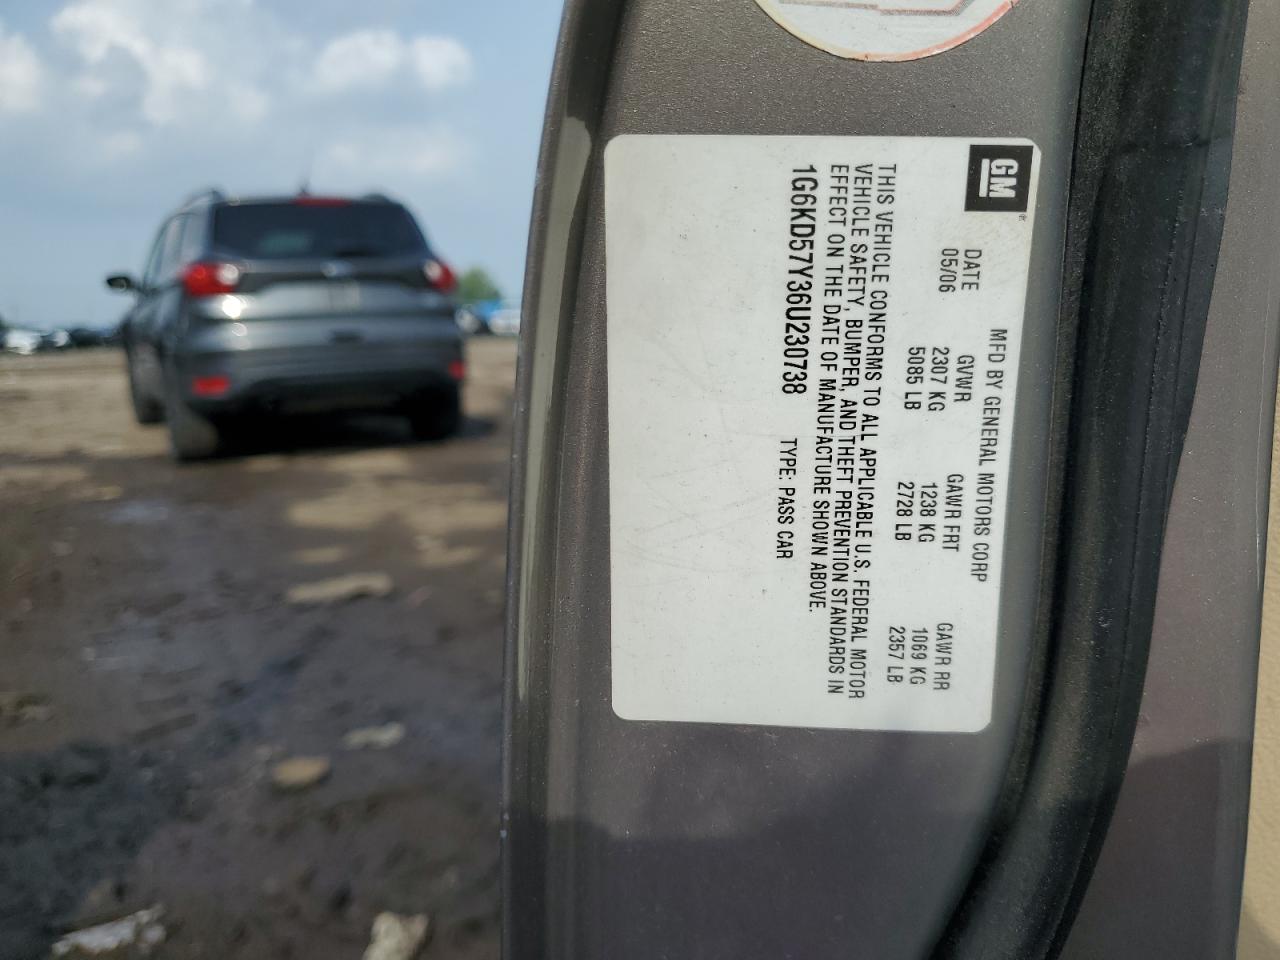 GM
MFD BY GENERAL MOTORS CORP
DATE GVWR GAWR FRT GAWR RR
05/06 2307 KG 1238 KG 1069 KG
5085 LB 2728 LB 2357 LB
THIS VEHICLE CONFORMS TO ALL APPLICABLE U.S. FEDERAL MOTOR
VEHICLE SAFETY, BUMPER, AND THEFT PREVENTION STANDARDS IN
EFFECT ON THE DATE OF MANUFACTURE SHOWN ABOVE.
1G6KD57Y36U230738 TYPE: PASS CAR